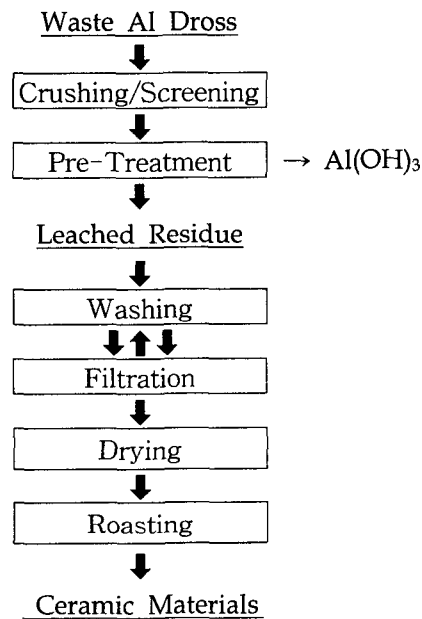 Waste Al Dross
Crushing/Screening
Pre-Treatment → Al(OH)₃
Leached Residue
Washing
Filtration
Drying
Roasting
Ceramic Materials